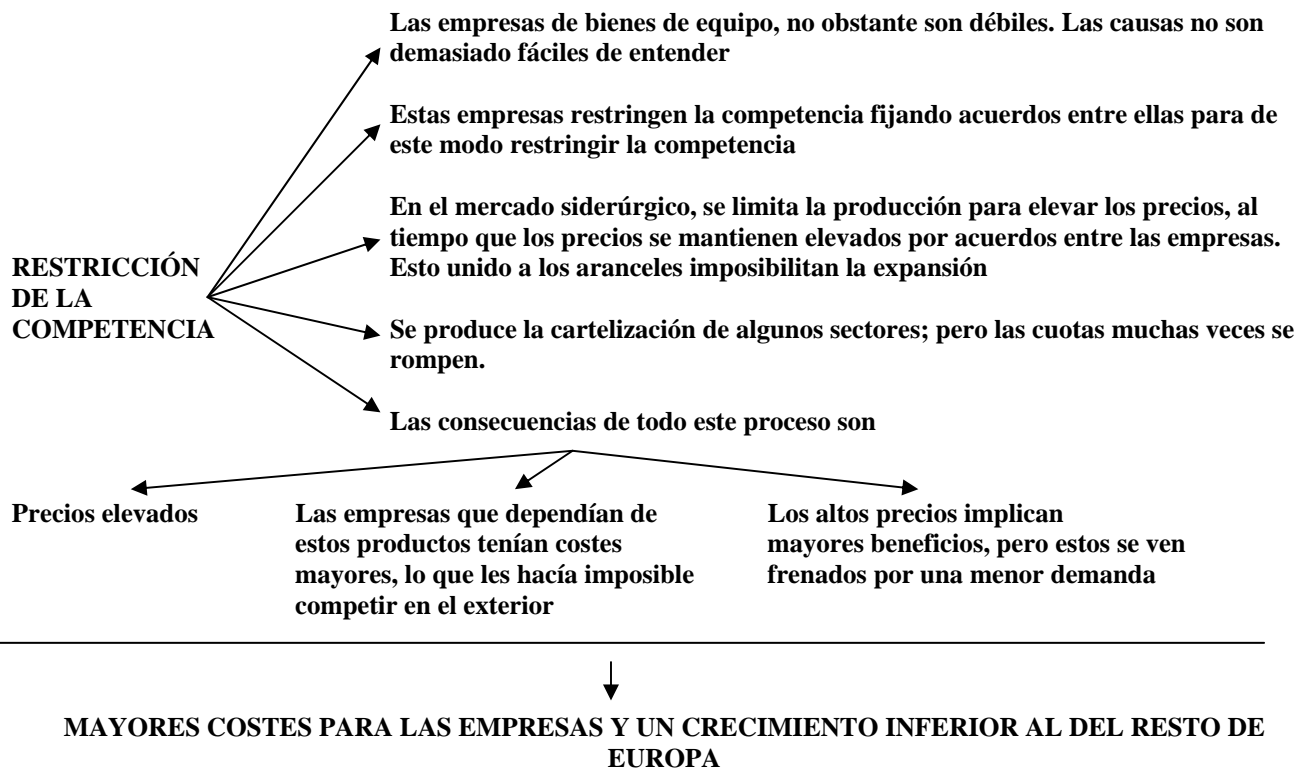 Las empresas de bienes de equipo, no obstante son débiles. Las causas no son
demasiado fáciles de entender
Estas empresas restringen la competencia fijando acuerdos entre ellas para de
este modo restringir la competencia
En el mercado siderúrgico, se limita la producción para elevar los precios, al
tiempo que los precios se mantienen elevados por acuerdos entre las empresas.
Esto unido a los aranceles imposibilitan la expansión
RESTRICCIÓN
DE LA
COMPETENCIA
Se produce la cartelización de algunos sectores; pero las cuotas muchas veces se
rompen.
Las consecuencias de todo este proceso son
Precios elevados
Las empresas que dependían de
estos productos tenían costes
mayores, lo que les hacía imposible
competir en el exterior
Los altos precios implican
mayores beneficios, pero estos se ven
frenados por una menor demanda
MAYORES COSTES PARA LAS EMPRESAS Y UN CRECIMIENTO INFERIOR AL DEL RESTO DE
EUROPA